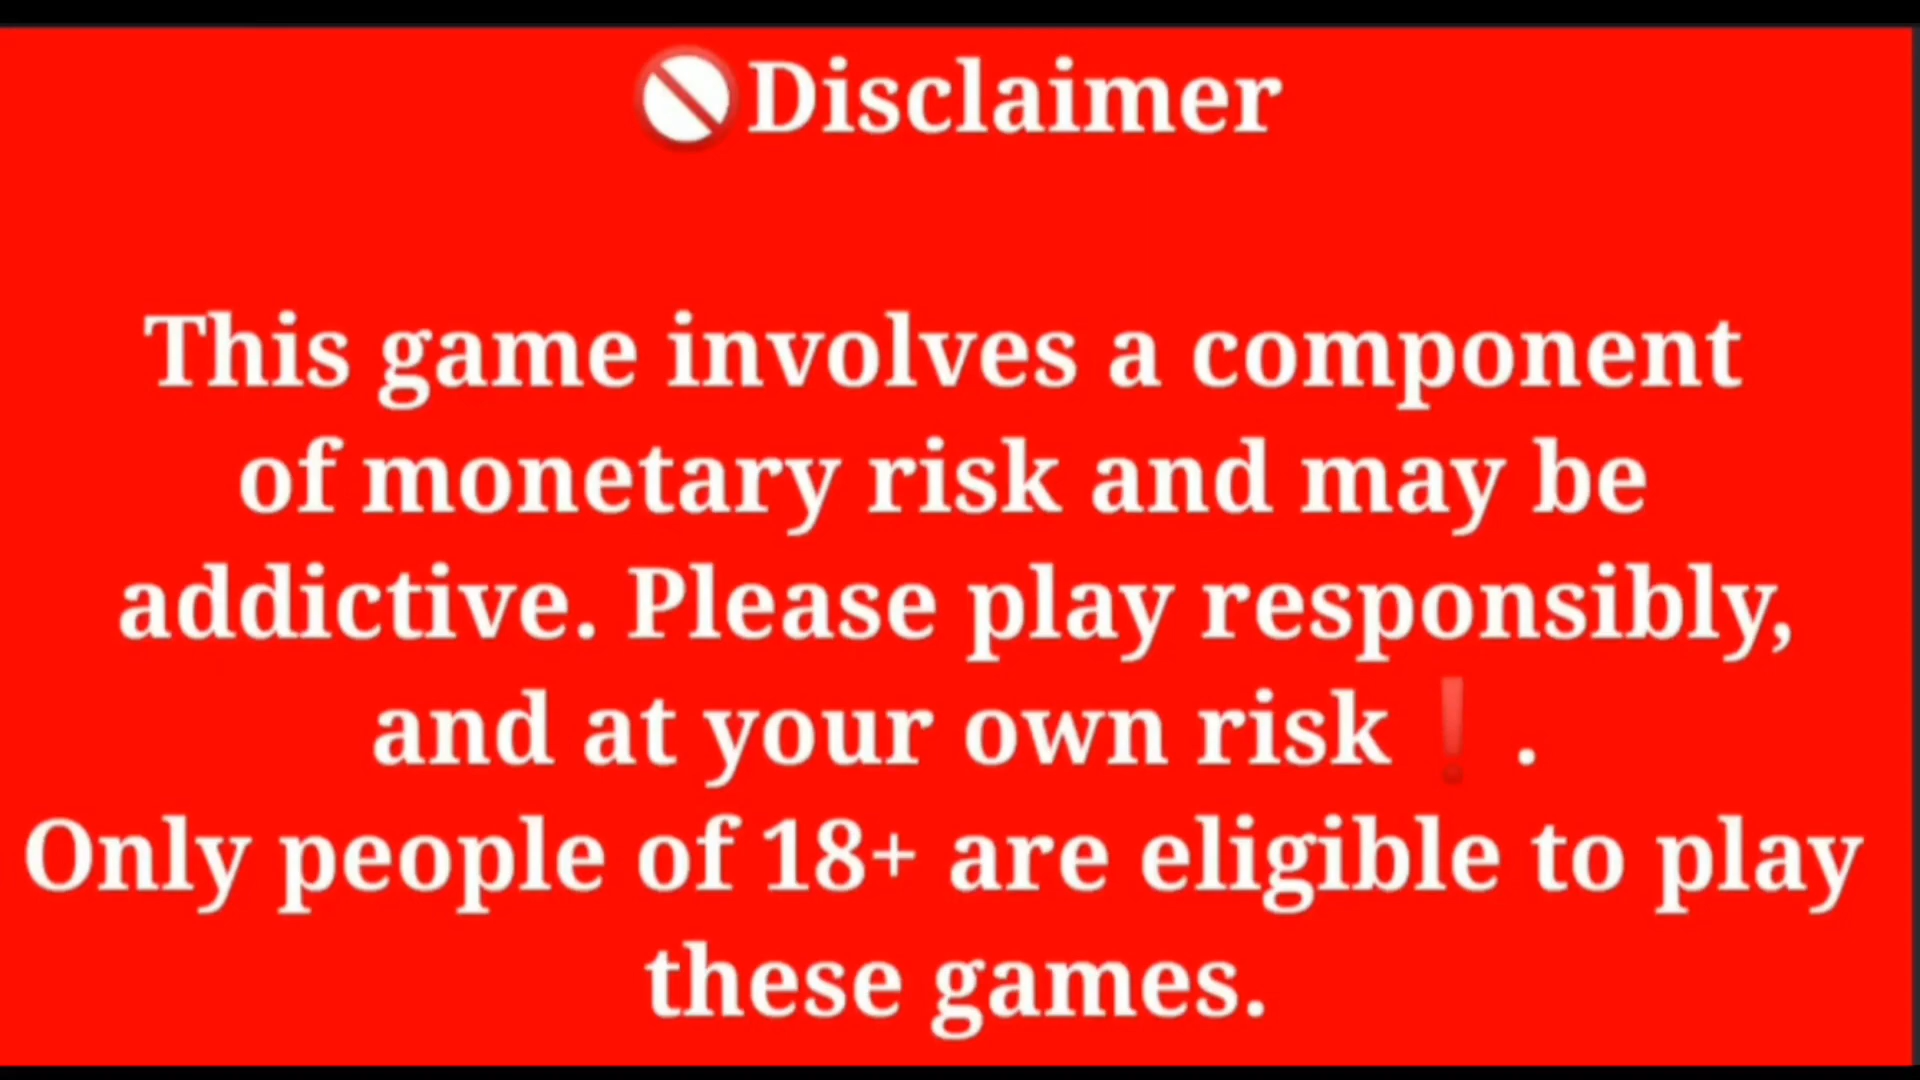 🚫Disclaimer
This game involves a component
of monetary risk and may be
addictive. Please play responsibly,
and at your own risk❗.
Only people of 18+ are eligible to play
these games.